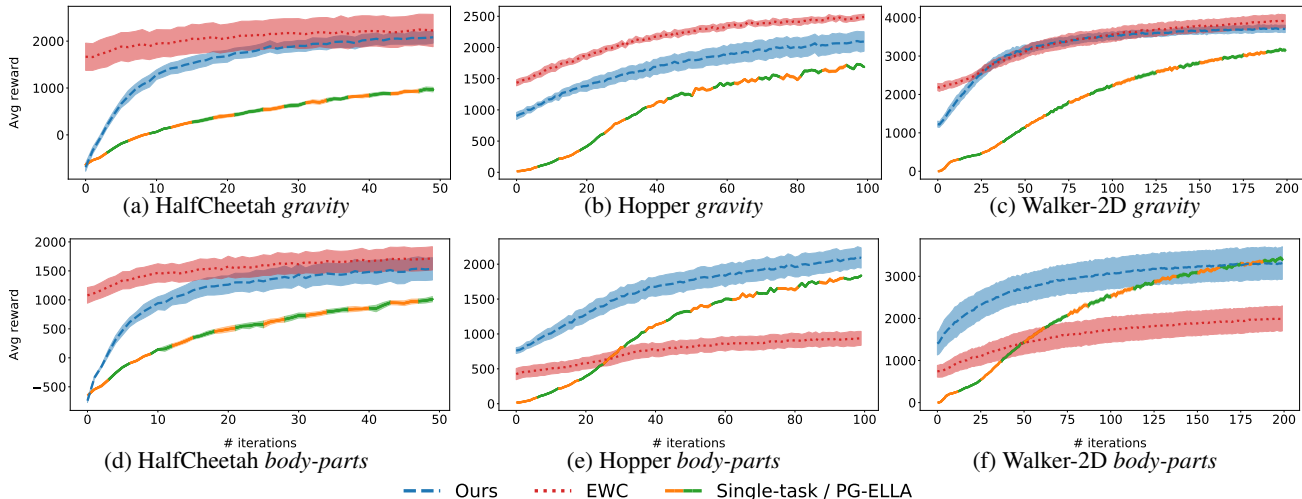 Avg reward
2000
1000
0
0 10 20 30 40 50
(a) HalfCheetah gravity
2500
2000
1500
1000
500
0
0 20 40 60 80 100
(b) Hopper gravity
4000
3000
2000
1000
0
0 25 50 75 100 125 150 175 200
(c) Walker-2D gravity
Avg reward
2000
1500
1000
500
0
−500
0 10 20 30 40 50
# iterations
(d) HalfCheetah body-parts
2000
1500
1000
500
0
0 20 40 60 80 100
# iterations
(e) Hopper body-parts
3000
2000
1000
0
0 25 50 75 100 125 150 175 200
# iterations
(f) Walker-2D body-parts
Ours EWC Single-task / PG-ELLA